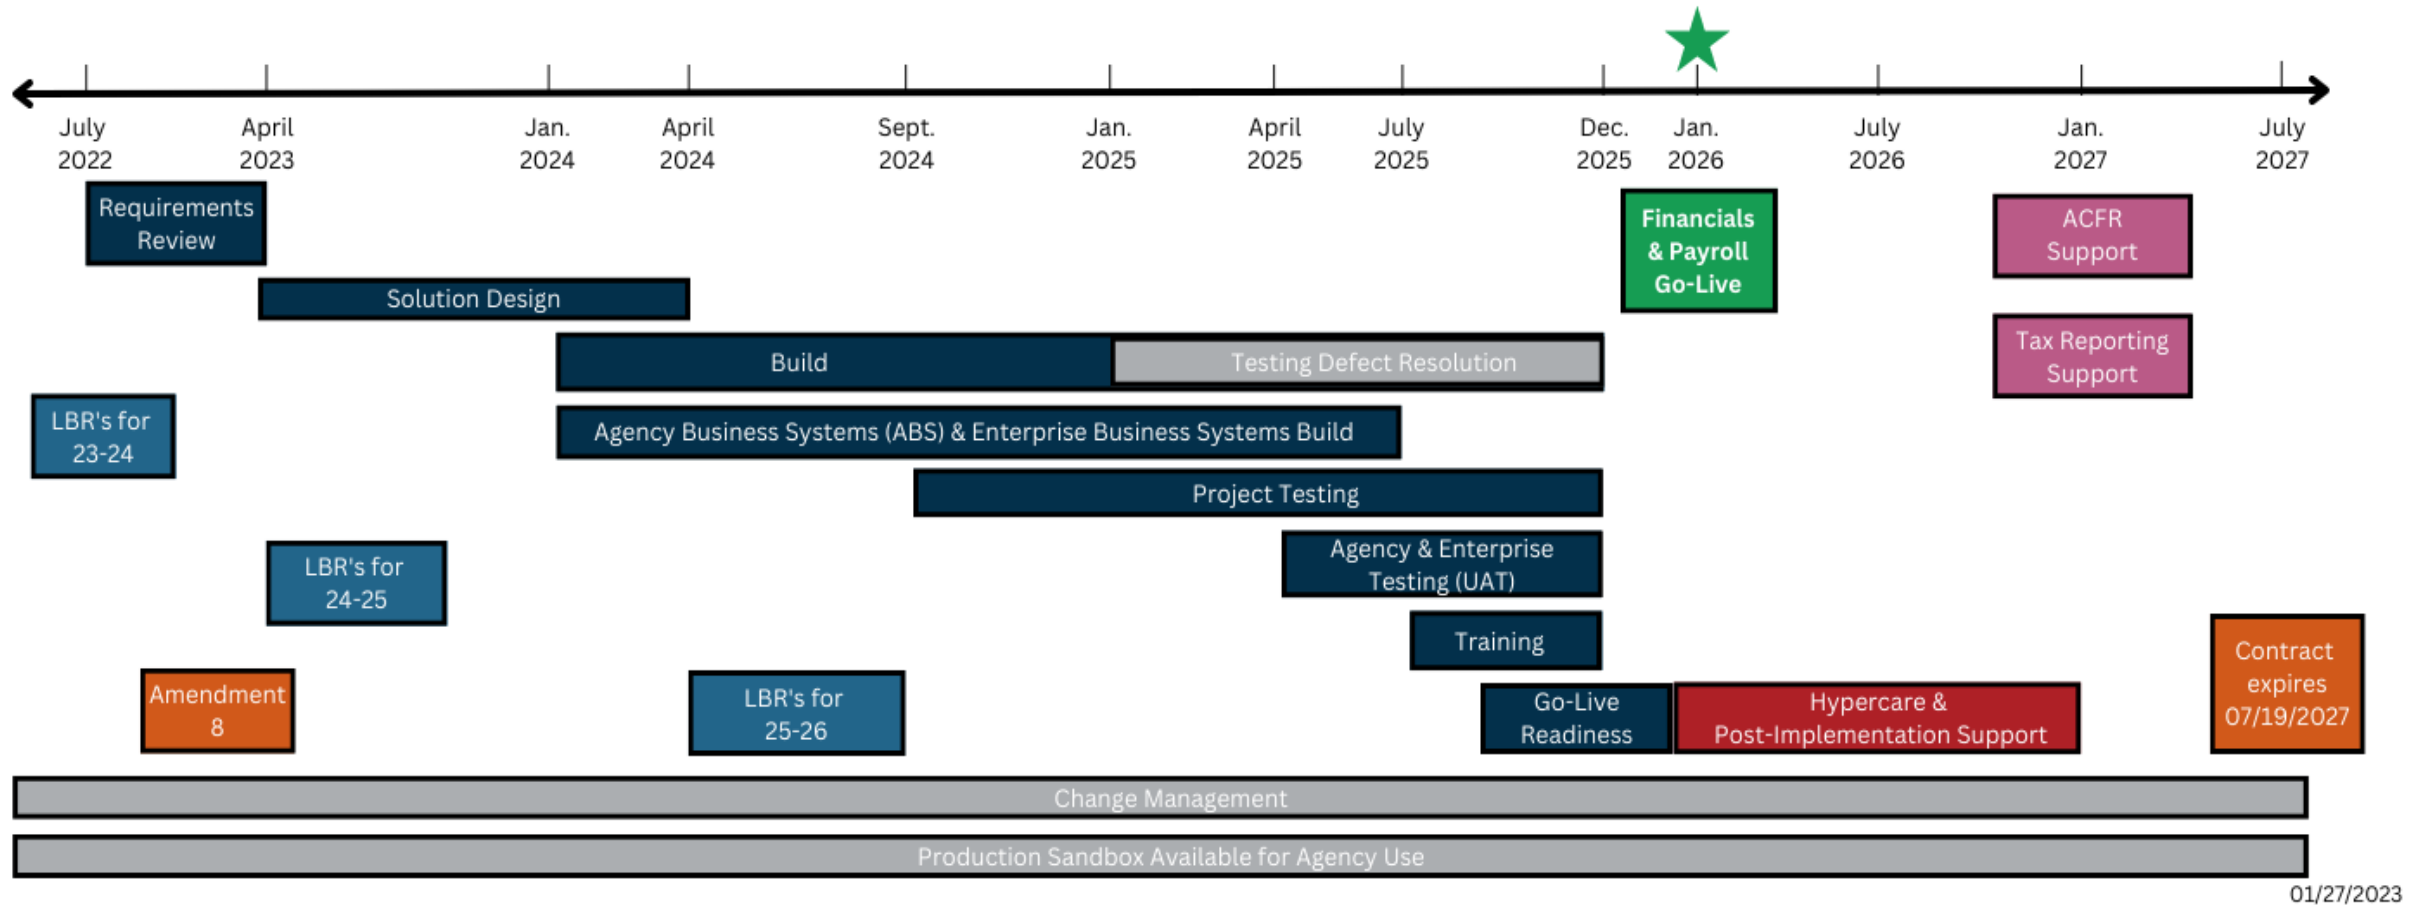 July
2022
April
2023
Jan.
2024
April
2024
Sept.
2024
Jan.
2025
April
2025
July
2025
Dec.
2025
Jan.
2026
July
2026
Jan.
2027
July
2027
Requirements
Review
Financials
& Payroll
Go-Live
ACFR
Support
Solution Design
Build
Testing Defect Resolution
Tax Reporting
Support
LBR's for
23-24
Agency Business Systems (ABS) & Enterprise Business Systems Build
Project Testing
LBR's for
24-25
Agency & Enterprise
Testing (UAT)
Training
Amendment
8
LBR's for
25-26
Go-Live
Readiness
Hypercare &
Post-Implementation Support
Contract
expires
07/19/2027
Change Management
Production Sandbox Available for Agency Use
01/27/2023